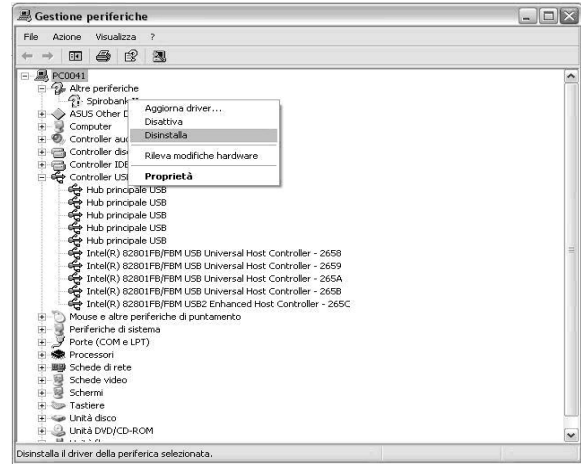 Gestione periferiche
File Azione Visualizza ?
PC0041
Altre periferiche
Spirobank
Aggiorna driver...
ASUS Other D
Disattiva
Computer
Disinstalla
Controller aud
Controller dis
Rileva modifiche hardware
Controller IDE
Controller USB
Proprietà
Hub principale USB
Hub principale USB
Hub principale USB
Hub principale USB
Hub principale USB
Intel(R) 82801FB/FBM USB Universal Host Controller - 2658
Intel(R) 82801FB/FBM USB Universal Host Controller - 2659
Intel(R) 82801FB/FBM USB Universal Host Controller - 265A
Intel(R) 82801FB/FBM USB Universal Host Controller - 265B
Intel(R) 82801FB/FBM USB2 Enhanced Host Controller - 265C
Mouse e altre periferiche di puntamento
Periferiche di sistema
Porte (COM e LPT)
Processori
Schede di rete
Schede video
Schermi
Tastiere
Unità disco
Unità DVD/CD-ROM
Disinstalla il driver della periferica selezionata.